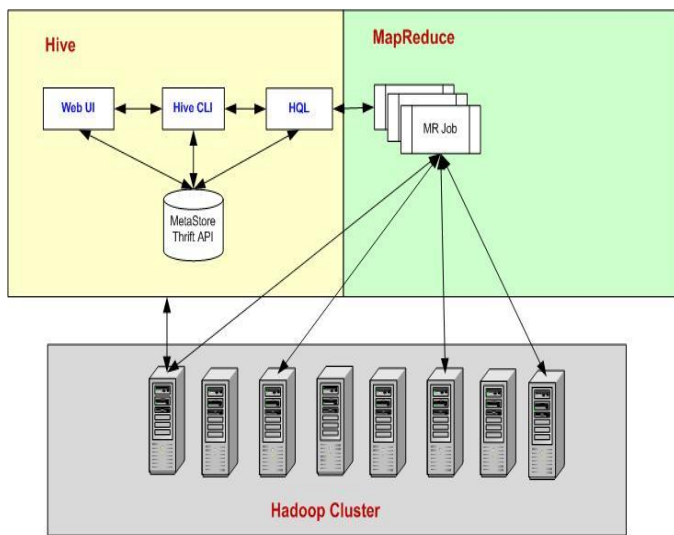 Hive
MapReduce
Web UI
Hive CLI
HQL
MR Job
MetaStore
Thrift API
Hadoop Cluster